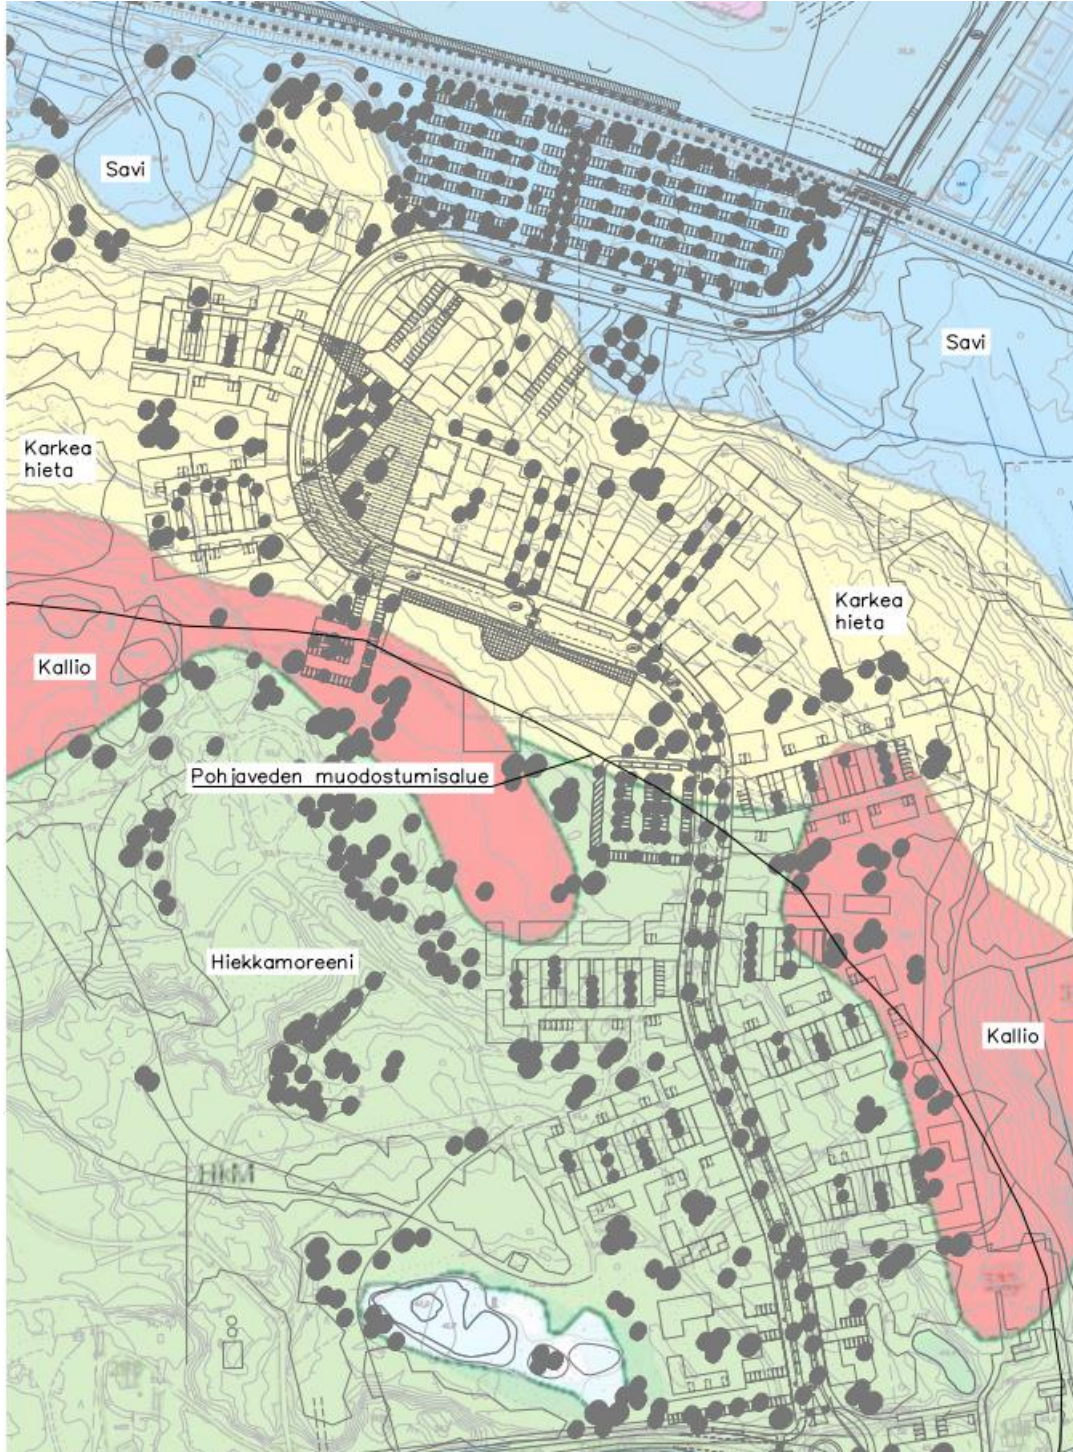 Savi
Savi
Karkea
hieta
Karkea
hieta
Kallio
Pohjaveden muodostumisalue
Hiekkamoreeni
Kallio
HkM